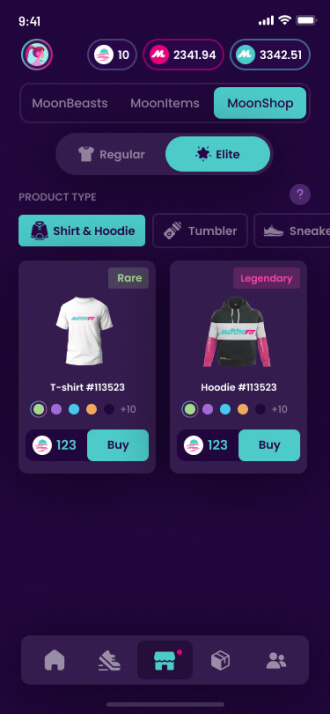 9:41
10
2341.94
3342.51
MoonBeasts MoonItems MoonShop
Regular Elite
PRODUCT TYPE ?
Shirt & Hoodie Tumbler Sneake
Rare
Legendary
MOONFIT
MOONFIT
T-shirt #113523
Hoodie #113523
+10
+10
123 Buy
123 Buy